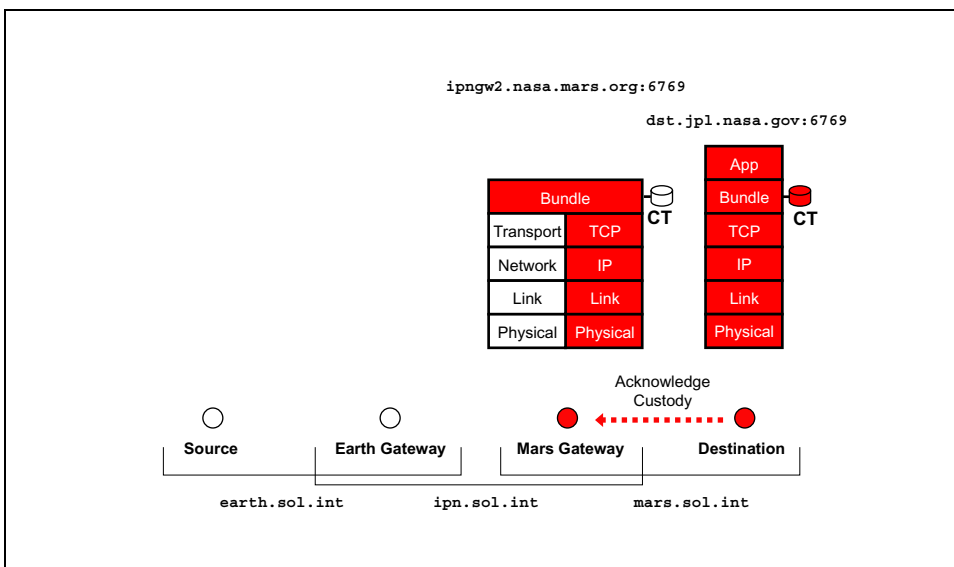 ipngw2.nasa.mars.org:6769
dst.jpl.nasa.gov:6769
App
Bundle
Bundle
CT
CT
Transport TCP
TCP
Network IP
IP
Link Link
Link
Physical Physical
Physical
Acknowledge
Custody
Source Earth Gateway Mars Gateway Destination
earth.sol.int ipn.sol.int mars.sol.int